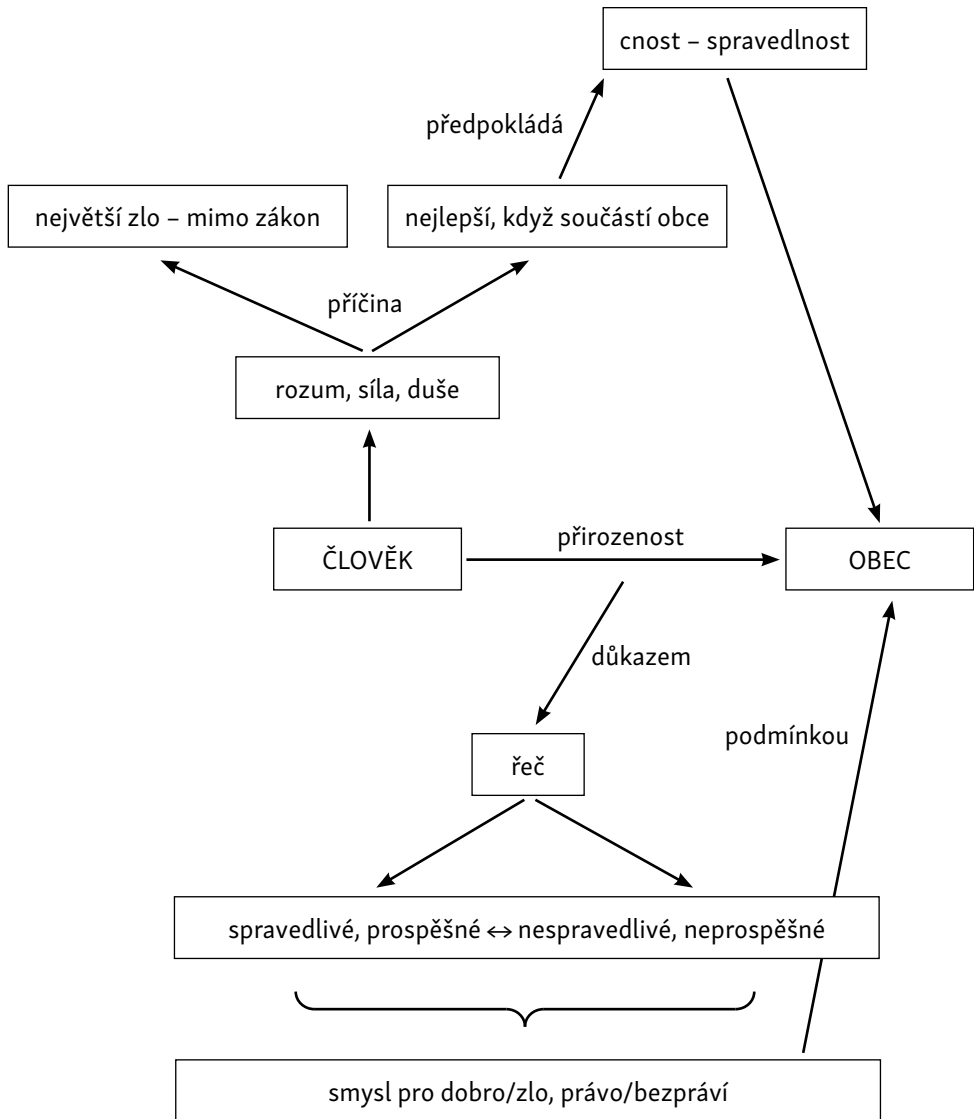 cnost – spravedlnost
předpokládá
největší zlo – mimo zákon
nejlepší, když součástí obce
příčina
rozum, síla, duše
ČLOVĚK
přirozenost
OBEC
důkazem
řeč
podmínkou
spravedlivé, prospěšné ↔ nespravedlivé, neprospěšné
smysl pro dobro/zlo, právo/bezpráví